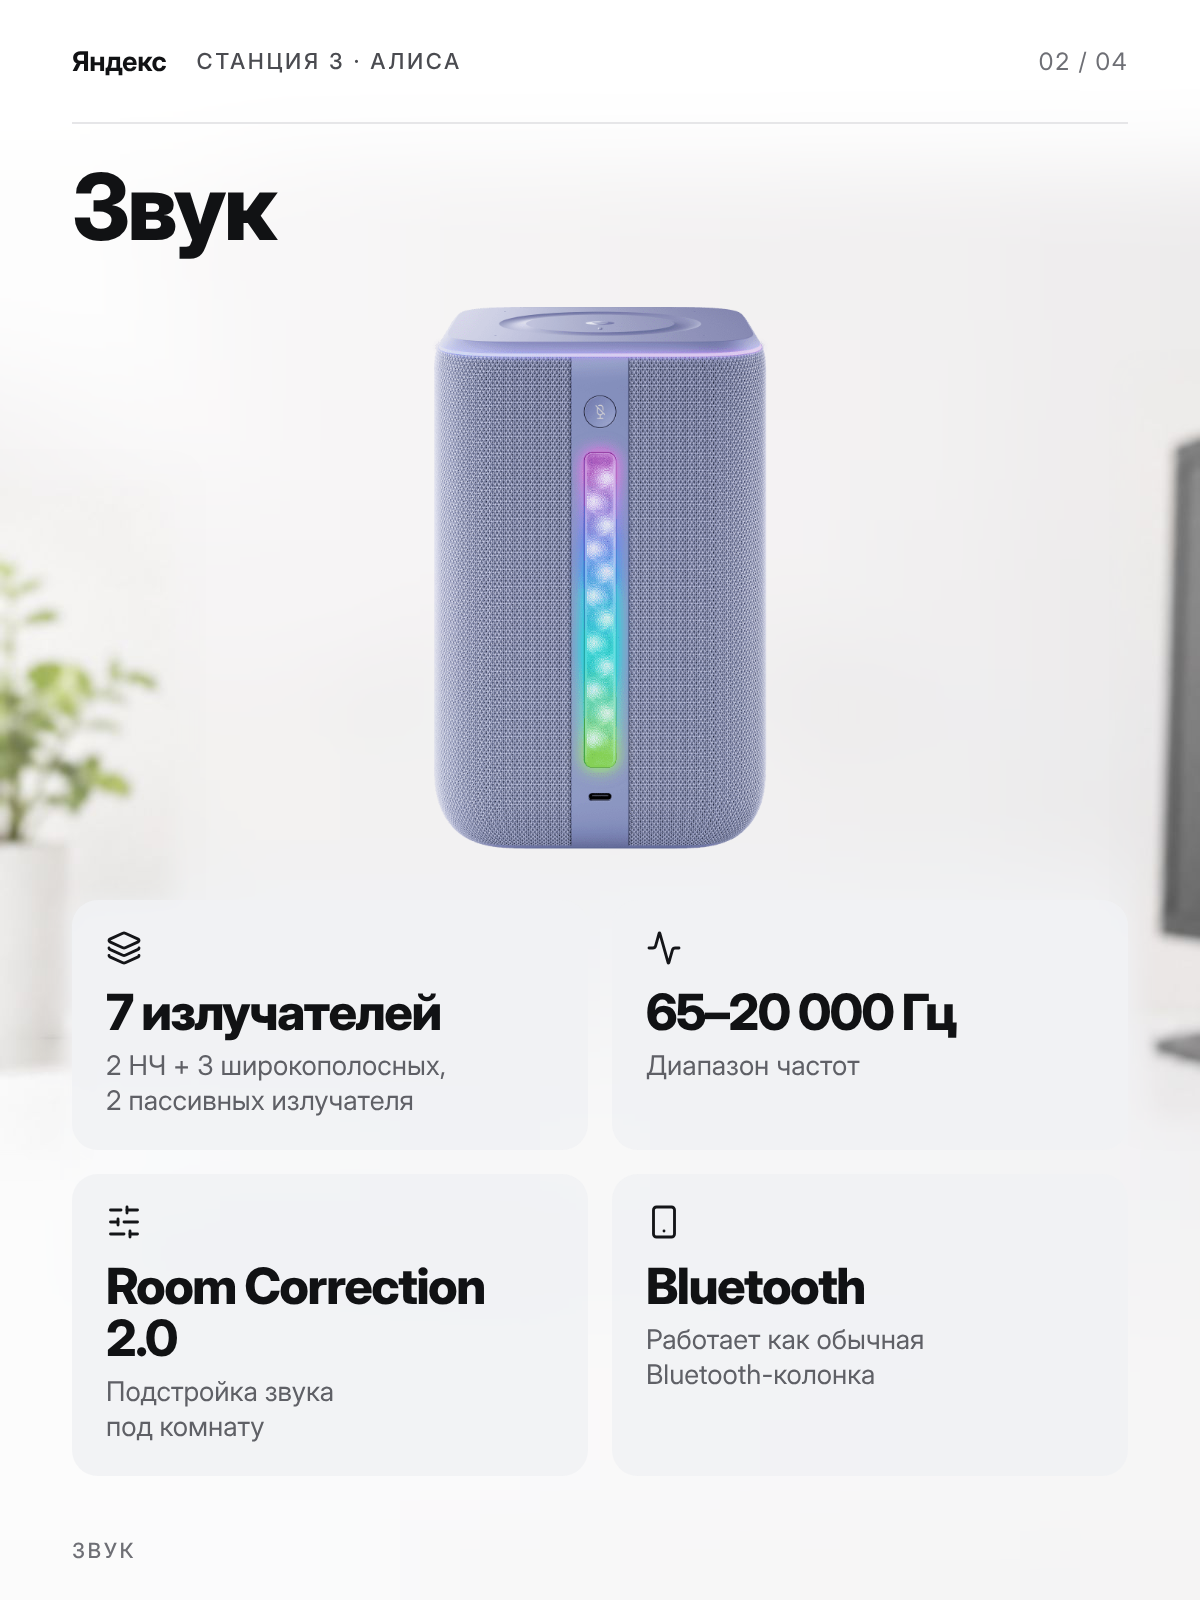 Яндекс СТАНЦИЯ 3 · АЛИСА 02 / 04
Звук
7 излучателей
2 НЧ + 3 широкополосных,
2 пассивных излучателя
65–20 000 Гц
Диапазон частот
Room Correction
2.0
Подстройка звука
под комнату
Bluetooth
Работает как обычная
Bluetooth-колонка
ЗВУК